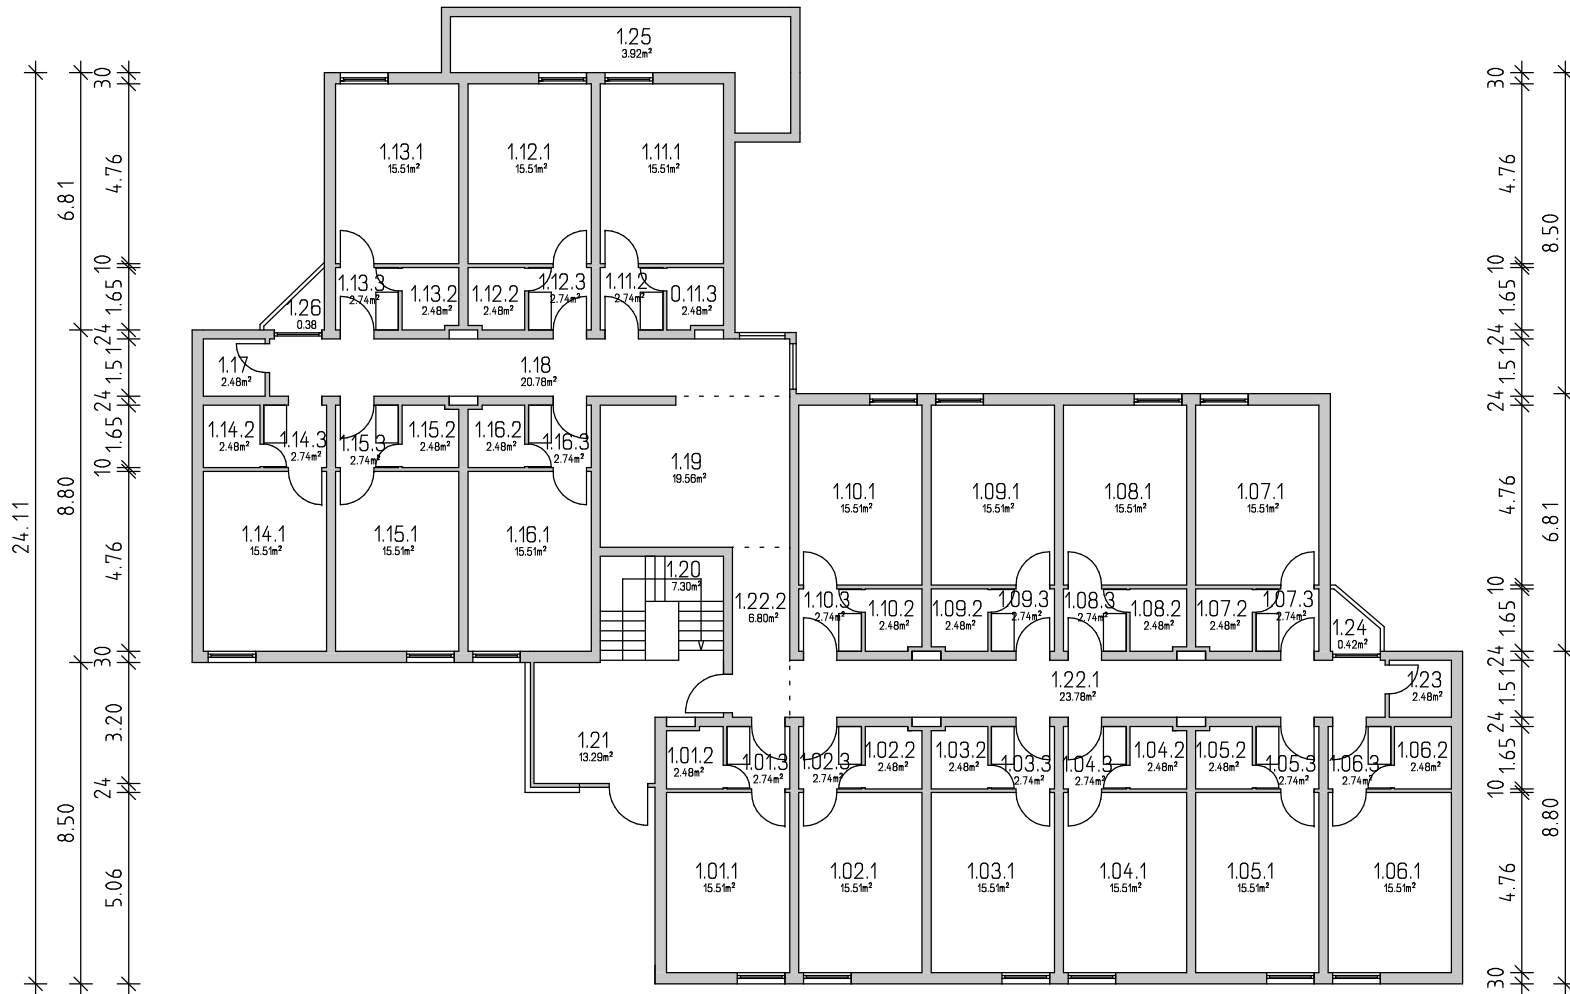 1.25
3.92m²
1.13.1
15.51m²
1.12.1
15.51m²
1.11.1
15.51m²
1.13.3
2.74m²
1.13.2
2.48m²
1.12.2
2.48m²
1.12.3
2.74m²
1.11.2
2.74m²
0.11.3
2.48m²
1.26
0.38
1.17
2.48m²
1.18
20.78m²
1.14.2
2.48m²
1.14.3
2.74m²
1.15.3
2.74m²
1.15.2
2.48m²
1.16.2
2.48m²
1.16.3
2.74m²
1.19
19.56m²
1.14.1
15.51m²
1.15.1
15.51m²
1.16.1
15.51m²
1.10.1
15.51m²
1.09.1
15.51m²
1.08.1
15.51m²
1.07.1
15.51m²
1.20
7.30m²
1.22.2
6.80m²
1.10.3
2.74m²
1.10.2
2.48m²
1.09.2
2.48m²
1.09.3
2.74m²
1.08.3
2.74m²
1.08.2
2.48m²
1.07.2
2.48m²
1.07.3
2.74m²
1.24
0.42m²
1.22.1
23.78m²
1.23
2.48m²
1.21
13.29m²
1.01.2
2.48m²
1.01.3
2.74m²
1.02.3
2.74m²
1.02.2
2.48m²
1.03.2
2.48m²
1.03.3
2.74m²
1.04.3
2.74m²
1.04.2
2.48m²
1.05.2
2.48m²
1.05.3
2.74m²
1.06.3
2.74m²
1.06.2
2.48m²
1.01.1
15.51m²
1.02.1
15.51m²
1.03.1
15.51m²
1.04.1
15.51m²
1.05.1
15.51m²
1.06.1
15.51m²
24.11
6.81
8.80
8.50
30
4.76
10
1.65
24
1.51
24
1.65
10
4.76
30
3.20
24
5.06
30
4.76
10
1.65
24
1.51
24
4.76
10
1.65
24
1.51
24
1.65
10
4.76
30
8.50
6.81
8.80